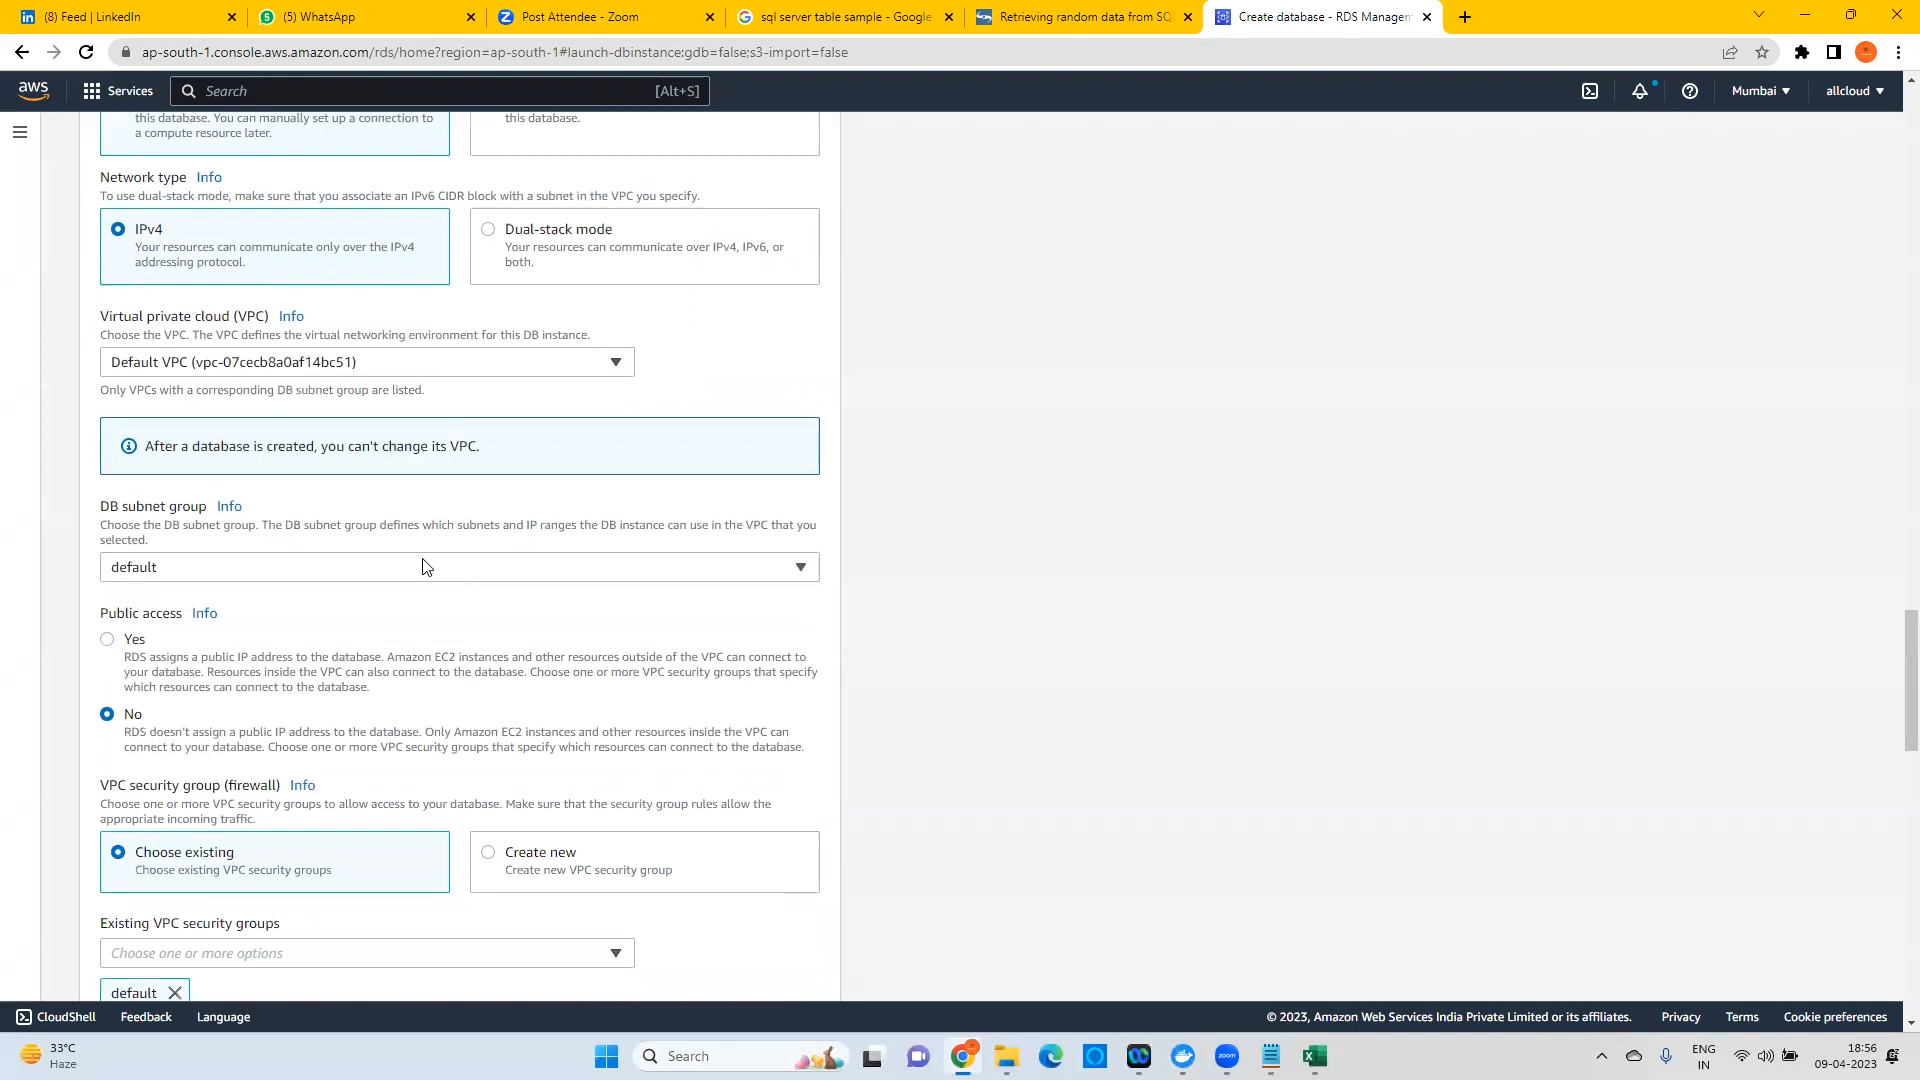 (8) Feed | LinkedIn
(5) WhatsApp
Post Attendee - Zoom
sql server table sample - Google
Retrieving random data from SQ
Create database - RDS Managem
ap-south-1.console.aws.amazon.com/rds/home?region=ap-south-1#launch-dbinstance:gdb=false;s3-import=false
aws
Services
Search
[Alt+S]
Mumbai
allcloud
this database. You can manually set up a connection to
a compute resource later.
this database.
Network type Info
To use dual-stack mode, make sure that you associate an IPv6 CIDR block with a subnet in the VPC you specify.
IPv4
Your resources can communicate only over the IPv4
addressing protocol.
Dual-stack mode
Your resources can communicate over IPv4, IPv6, or
both.
Virtual private cloud (VPC) Info
Choose the VPC. The VPC defines the virtual networking environment for this DB instance.
Default VPC (vpc-07cecb8a0af14bc51)
Only VPCs with a corresponding DB subnet group are listed.
After a database is created, you can't change its VPC.
DB subnet group Info
Choose the DB subnet group. The DB subnet group defines which subnets and IP ranges the DB instance can use in the VPC that you
selected.
default
Public access Info
Yes
RDS assigns a public IP address to the database. Amazon EC2 instances and other resources outside of the VPC can connect to
your database. Resources inside the VPC can also connect to the database. Choose one or more VPC security groups that specify
which resources can connect to the database.
No
RDS doesn't assign a public IP address to the database. Only Amazon EC2 instances and other resources inside the VPC can
connect to your database. Choose one or more VPC security groups that specify which resources can connect to the database.
VPC security group (firewall) Info
Choose one or more VPC security groups to allow access to your database. Make sure that the security group rules allow the
appropriate incoming traffic.
Choose existing
Choose existing VPC security groups
Create new
Create new VPC security group
Existing VPC security groups
Choose one or more options
default
CloudShell
Feedback
Language
© 2023, Amazon Web Services India Private Limited or its affiliates.
Privacy
Terms
Cookie preferences
33°C
Haze
Search
zoom
ENG
IN
18:56
09-04-2023